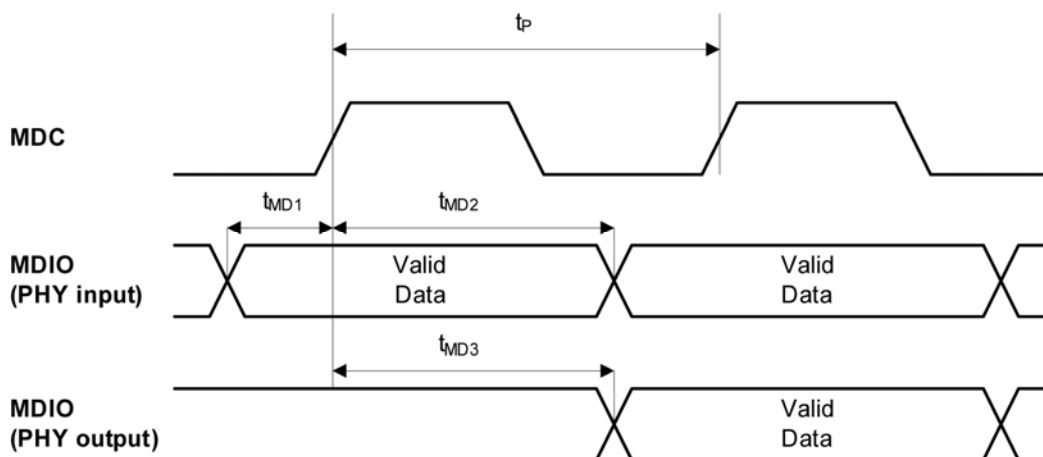 tP
MDC
tMD1
tMD2
MDIO
(PHY input)
Valid
Data
Valid
Data
tMD3
MDIO
(PHY output)
Valid
Data